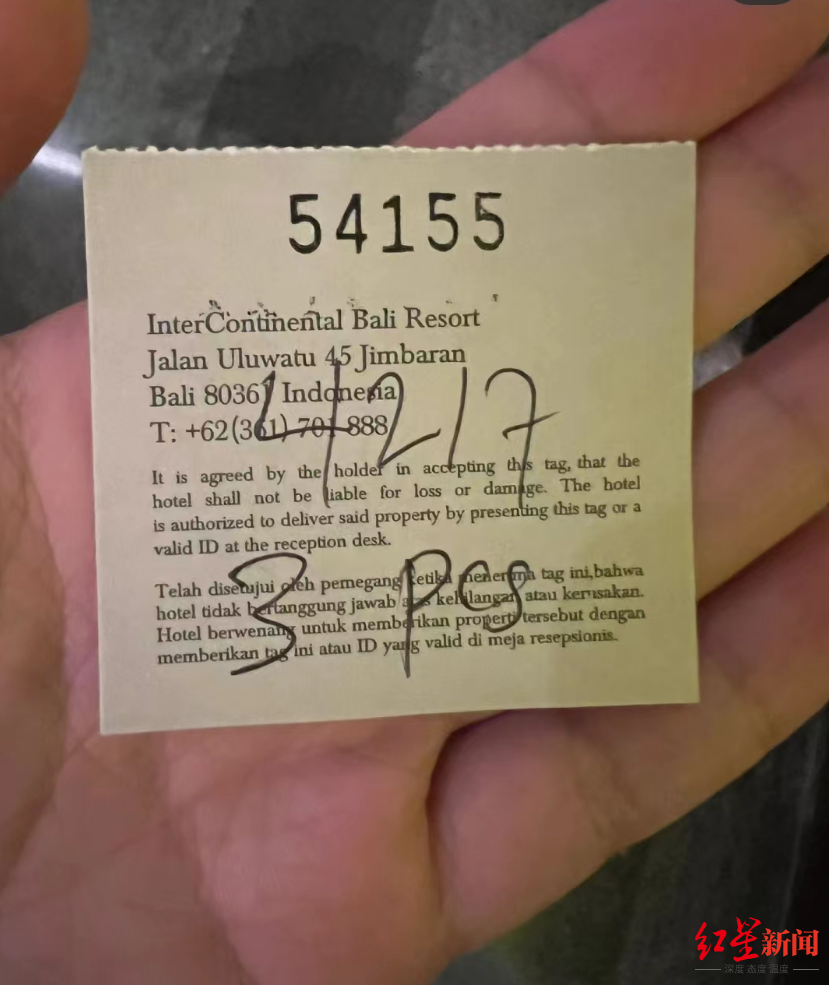 54155
InterContinental Bali Resort
Jalan Uluwatu 45 Jimbaran
Bali 80361 Indonesia
T: +62(361) 701 888
4217
It is agreed by the holder in accepting this tag, that the
hotel shall not be liable for loss or damage. The hotel
is authorized to deliver said property by presenting this tag or a
valid ID at the reception desk.
3 pcs
Telah disetujui oleh pemegang ketika menerima tag ini,bahwa
hotel tidak bertanggung jawab atas kehilangan atau kerusakan.
Hotel berwenang untuk memberikan properti tersebut dengan
memberikan tag ini atau ID yang valid di meja resepsionis.
红星新闻
深度 态度 温度